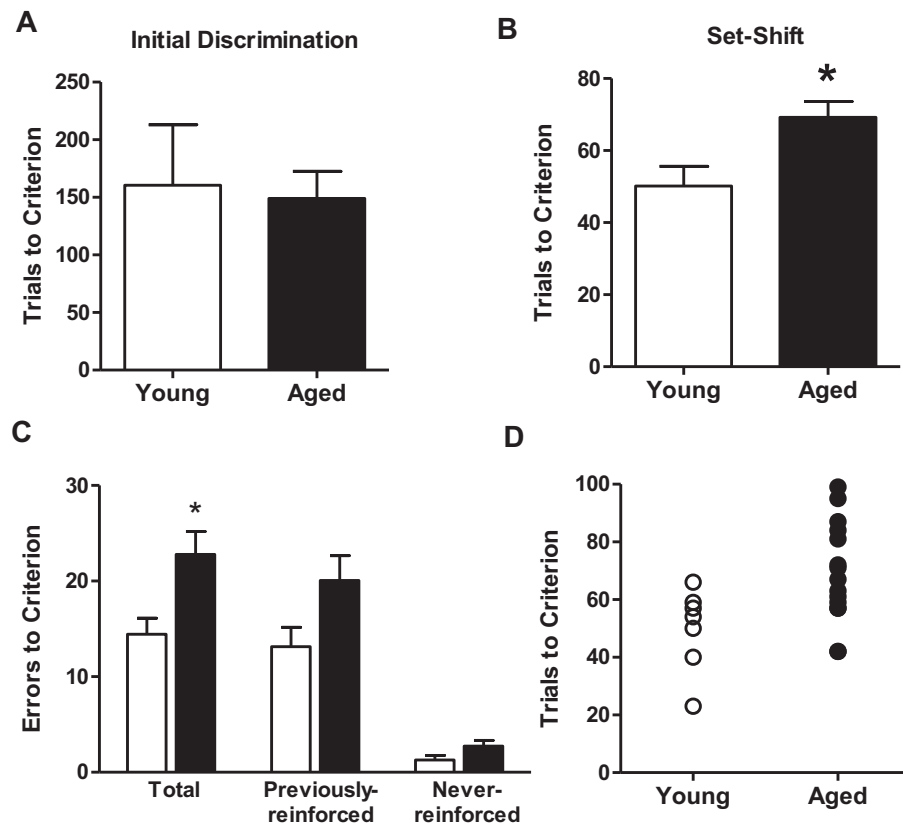 A
Initial Discrimination
Trials to Criterion
250
200
150
100
50
0
Young
Aged
B
Set-Shift
Trials to Criterion
80
60
40
20
0
*
Young
Aged
C
Errors to Criterion
30
20
10
0
*
Total
Previously-
reinforced
Never-
reinforced
D
Trials to Criterion
100
80
60
40
20
0
Young
Aged